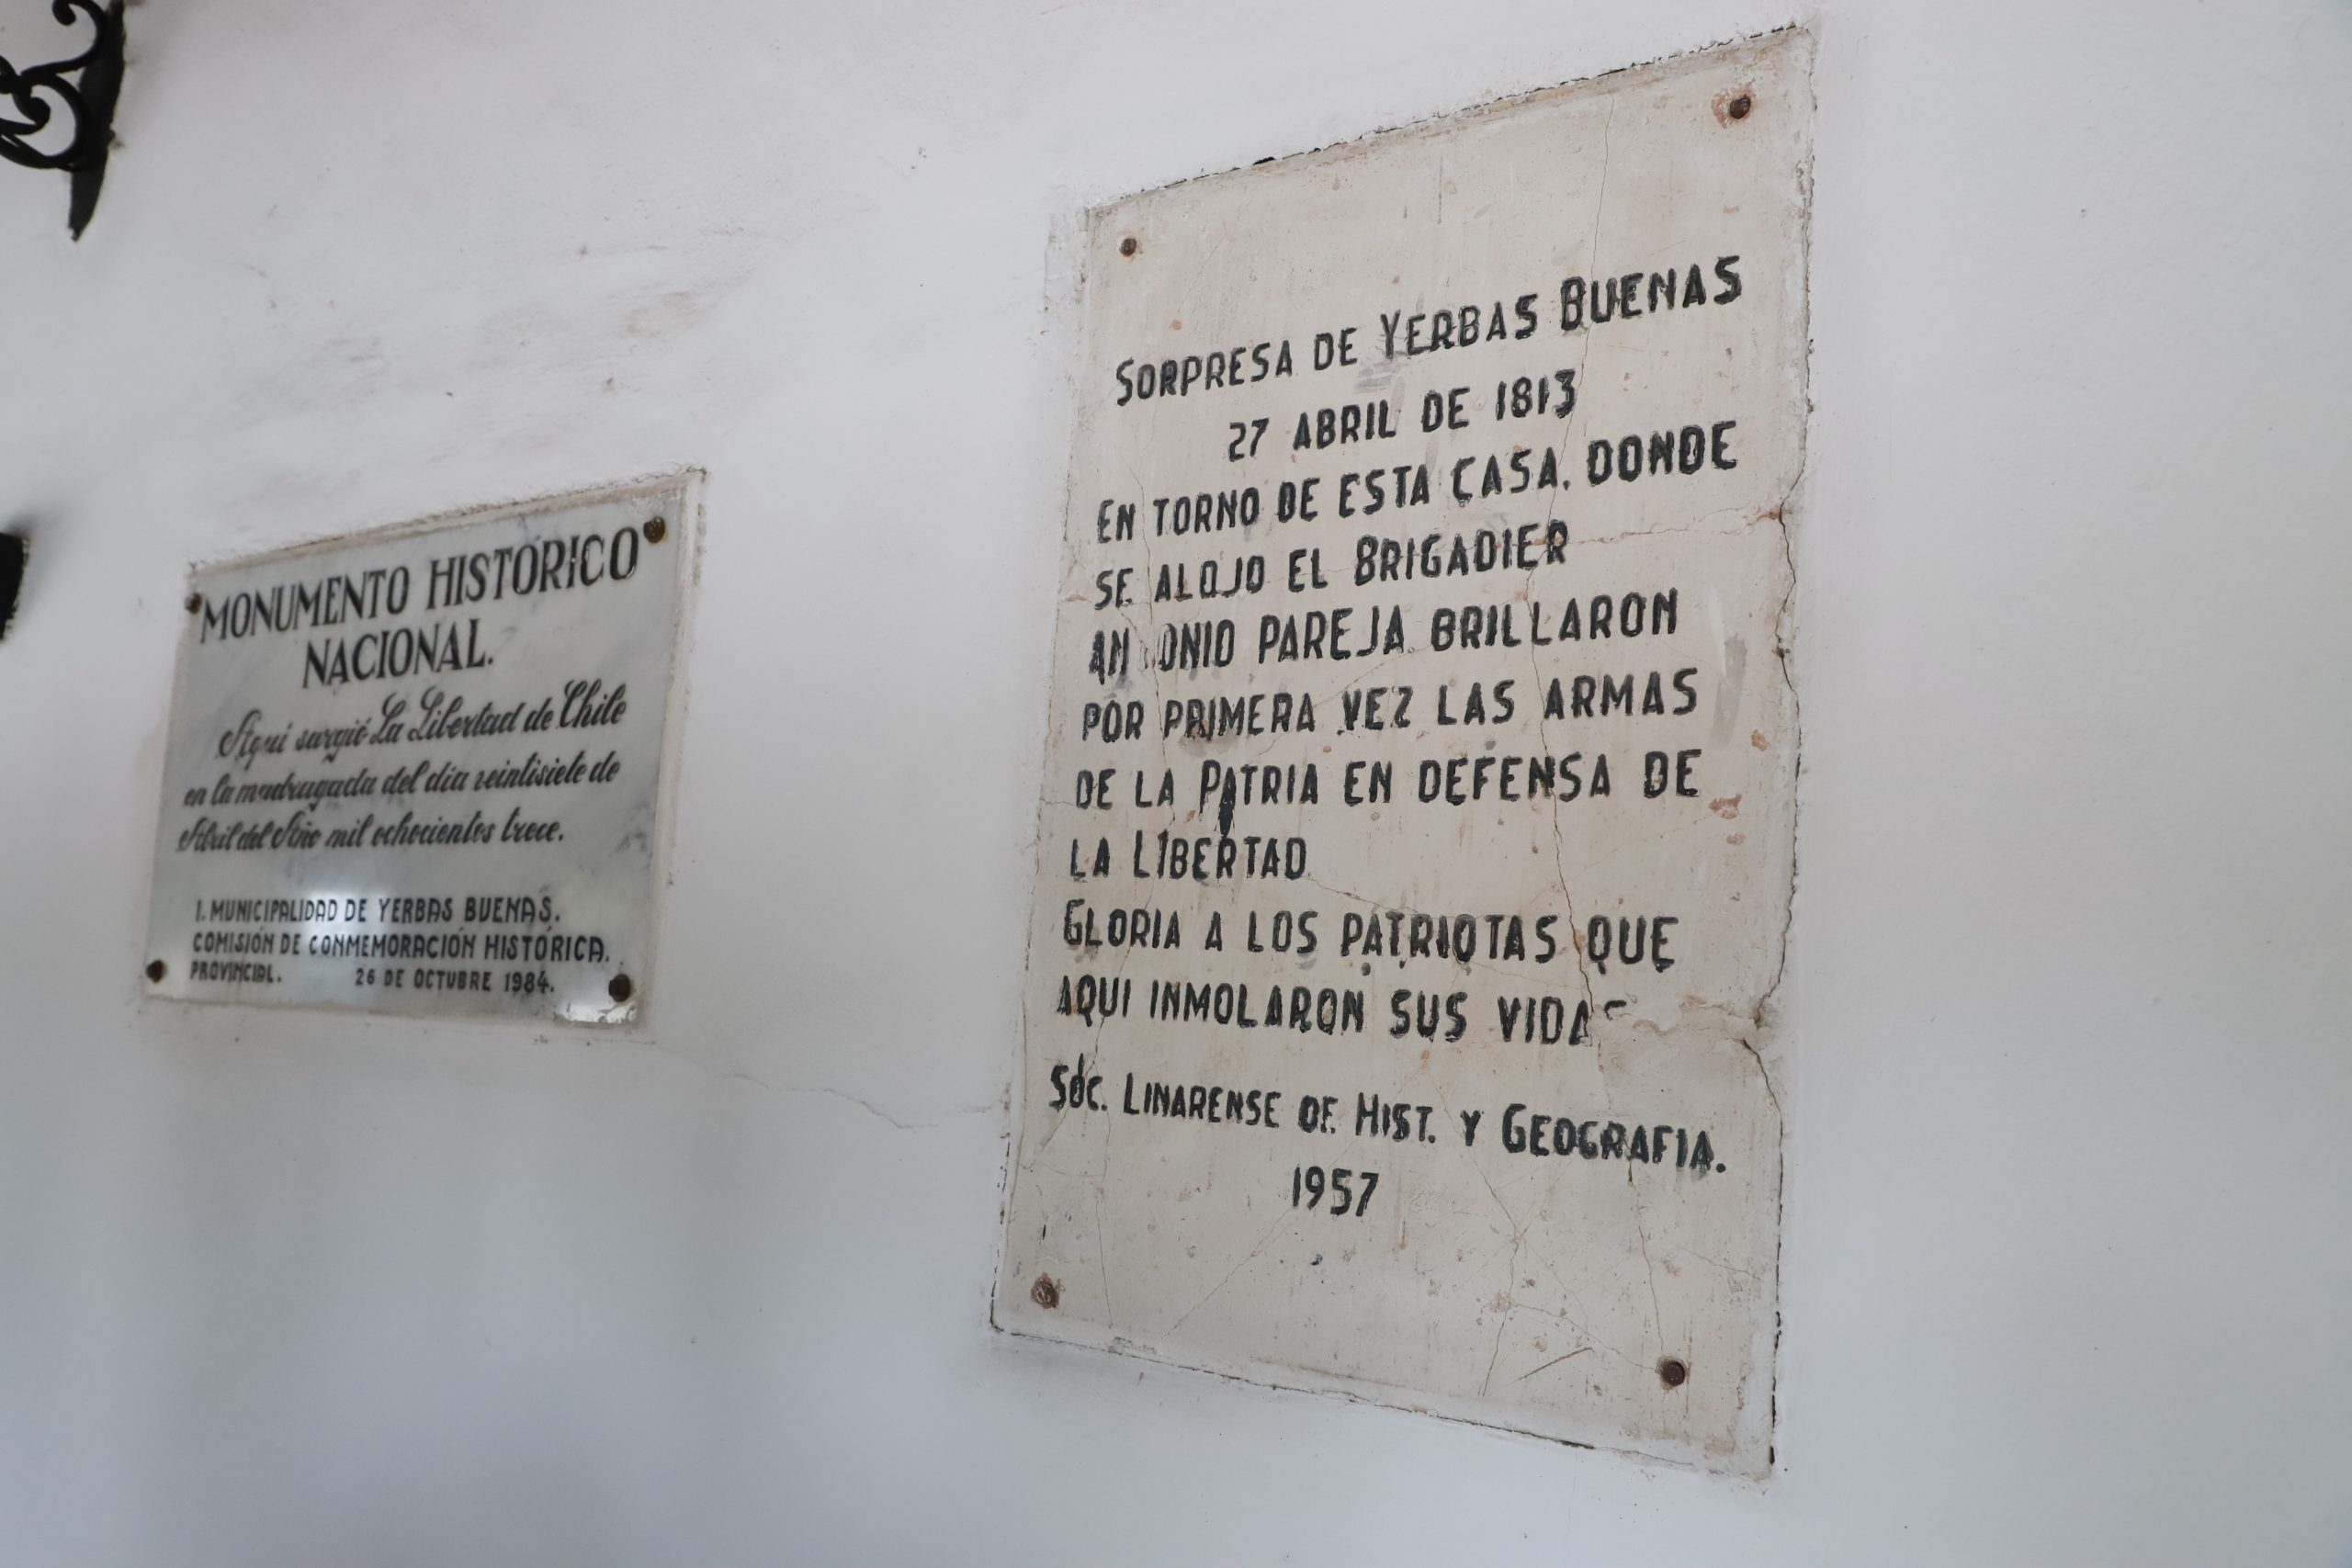 MONUMENTO HISTÓRICO
NACIONAL.
Aquí surgió La Libertad de Chile
en la madrugada del día veintisiete de
Abril del Año mil ochocientos trece.
I. MUNICIPALIDAD DE YERBAS BUENAS.
COMISIÓN DE CONMEMORACIÓN HISTÓRICA.
PROVINCIAL. 26 DE OCTUBRE 1984.
SORPRESA DE YERBAS BUENAS
27 ABRIL DE 1813
EN TORNO DE ESTA CASA, DONDE
SE ALOJO EL BRIGADIER
ANTONIO PAREJA BRILLARON
POR PRIMERA VEZ LAS ARMAS
DE LA PATRIA EN DEFENSA DE
LA LIBERTAD
GLORIA A LOS PATRIOTAS QUE
AQUI INMOLARON SUS VIDAS
SOC. LINARENSE DE HIST. Y GEOGRAFIA.
1957